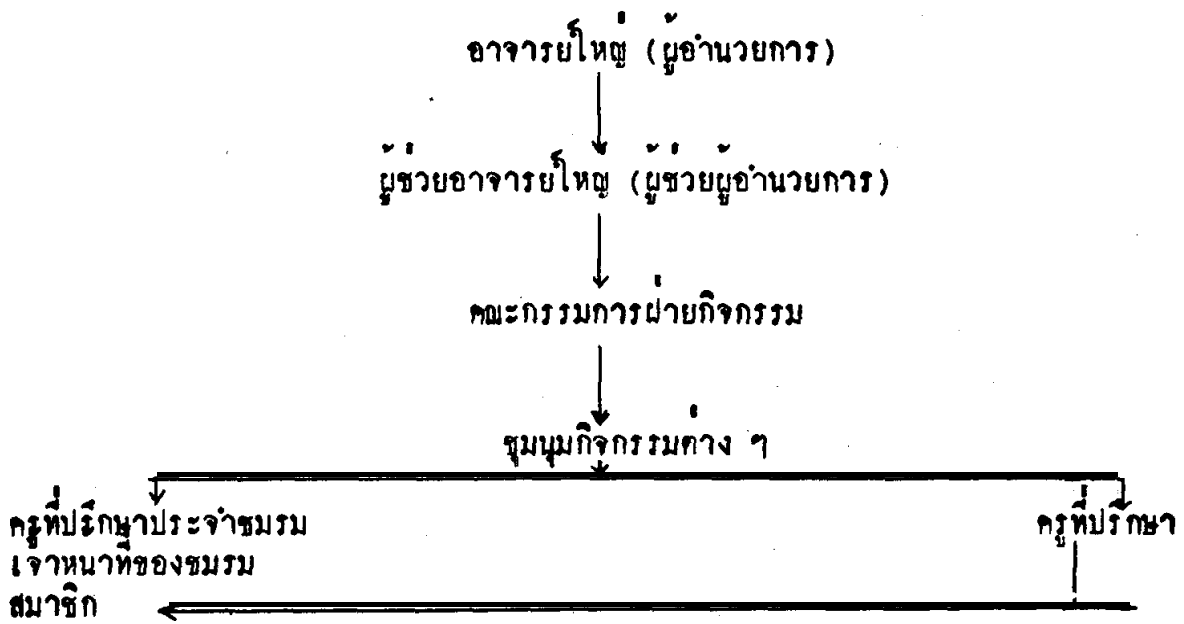 อาจารย์ใหญ่ (ผู้อำนวยการ)
ผู้ช่วยอาจารย์ใหญ่ (ผู้ช่วยผู้อำนวยการ)
คณะกรรมการฝ่ายกิจกรรม
ชุมนุมกิจกรรมต่าง ๆ
ครูที่ปรึกษาประจำชมรม
ครูที่ปรึกษา
เจ้าหน้าที่ของชมรม
สมาชิก